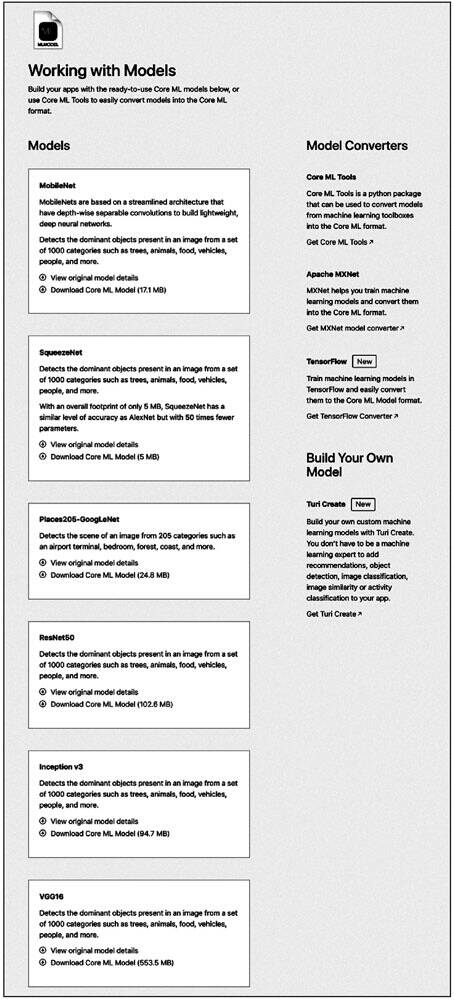 MLMODEL
Working with Models
Build your apps with the ready-to-use Core ML models below, or
use Core ML Tools to easily convert models into the Core ML
format.
Models
MobileNet
MobileNets are based on a streamlined architecture that
have depth-wise separable convolutions to build lightweight,
deep neural networks.
Detects the dominant objects present in an image from a set
of 1000 categories such as trees, animals, food, vehicles,
people, and more.
View original model details
Download Core ML Model (17.1 MB)
SqueezeNet
Detects the dominant objects present in an image from a set
of 1000 categories such as trees, animals, food, vehicles,
people, and more.
With an overall footprint of only 5 MB, SqueezeNet has a
similar level of accuracy as AlexNet but with 50 times fewer
parameters.
View original model details
Download Core ML Model (5 MB)
Places205-GoogLeNet
Detects the scene of an image from 205 categories such as
an airport terminal, bedroom, forest, coast, and more.
View original model details
Download Core ML Model (24.8 MB)
ResNet50
Detects the dominant objects present in an image from a set
of 1000 categories such as trees, animals, food, vehicles,
people, and more.
View original model details
Download Core ML Model (102.6 MB)
Inception v3
Detects the dominant objects present in an image from a set
of 1000 categories such as trees, animals, food, vehicles,
people, and more.
View original model details
Download Core ML Model (94.7 MB)
VGG16
Detects the dominant objects present in an image from a set
of 1000 categories such as trees, animals, food, vehicles,
people, and more.
View original model details
Download Core ML Model (553.5 MB)
Model Converters
Core ML Tools
Core ML Tools is a python package
that can be used to convert models
from machine learning toolboxes
into the Core ML format.
Get Core ML Tools
Apache MXNet
MXNet helps you train machine
learning models and convert them
into the Core ML format.
Get MXNet model converter
TensorFlow New
Train machine learning models in
TensorFlow and easily convert
them to the Core ML Model format.
Get TensorFlow Converter
Build Your Own
Model
Turi Create New
Build your own custom machine
learning models with Turi Create.
You don't have to be a machine
learning expert to add
recommendations, object
detection, image classification,
image similarity or activity
classification to your app.
Get Turi Create